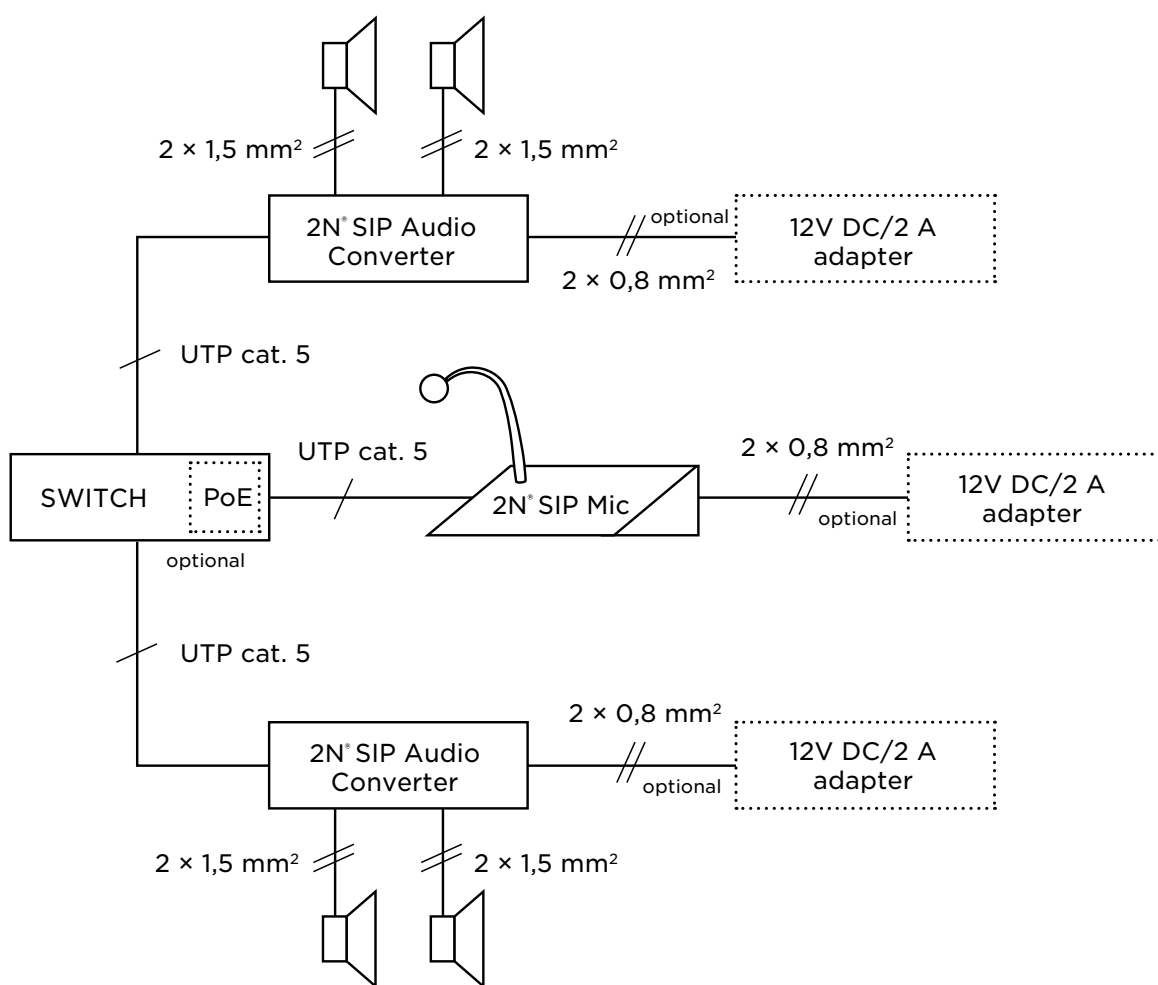 2 × 1,5 mm²
2 × 1,5 mm²
2N® SIP Audio
Converter
optional
2 × 0,8 mm²
12V DC/2 A
adapter
UTP cat. 5
SWITCH
PoE
optional
UTP cat. 5
2N® SIP Mic
2 × 0,8 mm²
optional
12V DC/2 A
adapter
UTP cat. 5
2N® SIP Audio
Converter
2 × 0,8 mm²
optional
12V DC/2 A
adapter
2 × 1,5 mm²
2 × 1,5 mm²